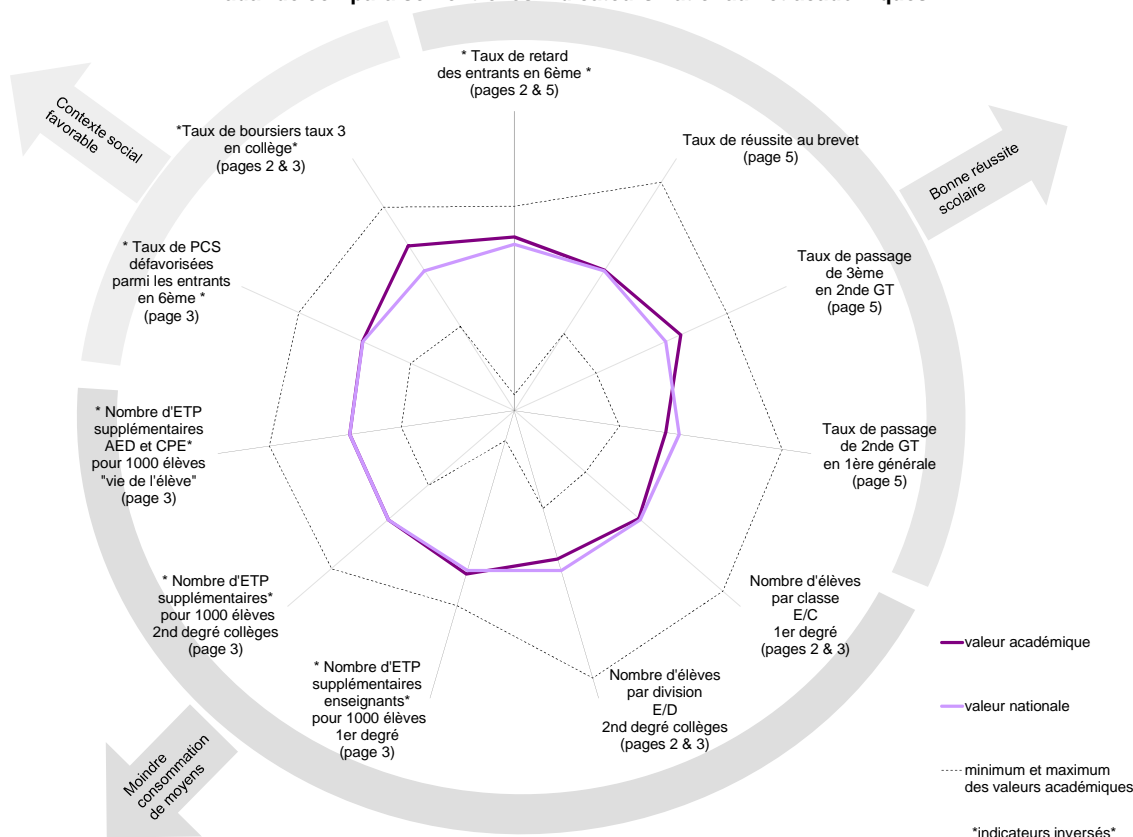 * Taux de retard
des entrants en 6ème *
(pages 2 & 5)
Taux de réussite au brevet
(page 5)
Bonne réussite
scolaire
Taux de passage
de 3ème
en 2nde GT
(page 5)
Taux de passage
de 2nde GT
en 1ère générale
(page 5)
Nombre d'élèves
par classe
E/C
1er degré
(pages 2 & 3)
Nombre d'élèves
par division
E/D
2nd degré collèges
(pages 2 & 3)
* Nombre d'ETP
supplémentaires
enseignants*
pour 1000 élèves
1er degré
(page 3)
* Nombre d'ETP
supplémentaires*
pour 1000 élèves
2nd degré collèges
(page 3)
Moindre
consommation
de moyens
* Nombre d'ETP
supplémentaires
AED et CPE*
pour 1000 élèves
"vie de l'élève"
(page 3)
* Taux de PCS
défavorisées
parmi les entrants
en 6ème *
(page 3)
*Taux de boursiers taux 3
en collège*
(pages 2 & 3)
Contexte social
favorable
valeur académique
valeur nationale
minimum et maximum
des valeurs académiques
*indicateurs inversés*